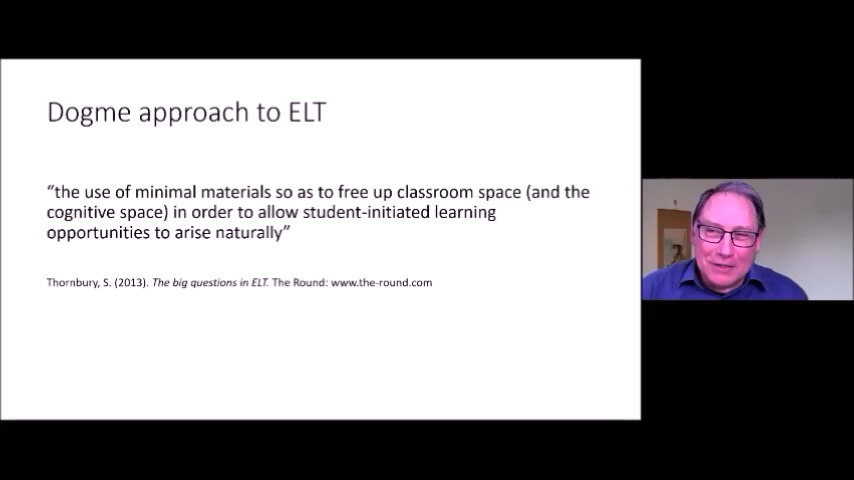 Dogme approach to ELT
“the use of minimal materials so as to free up classroom space (and the
cognitive space) in order to allow student-initiated learning
opportunities to arise naturally”
Thornbury, S. (2013). The big questions in ELT. The Round: www.the-round.com